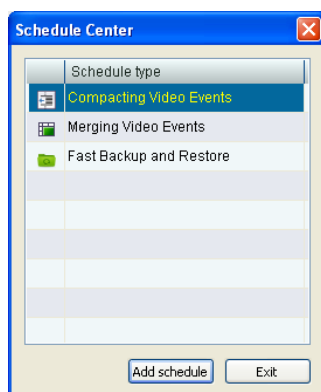 Schedule Center
Schedule type
Compacting Video Events
Merging Video Events
Fast Backup and Restore
Add schedule Exit